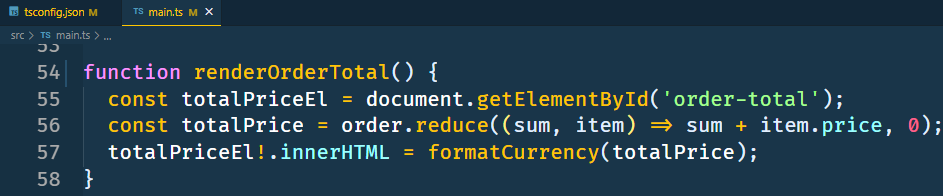 TS tsconfig.json M TS main.ts M ×
src > TS main.ts > ...
53
54 function renderOrderTotal() {
55 const totalPriceEl = document.getElementById('order-total');
56 const totalPrice = order.reduce((sum, item) => sum + item.price, 0);
57 totalPriceEl!.innerHTML = formatCurrency(totalPrice);
58 }